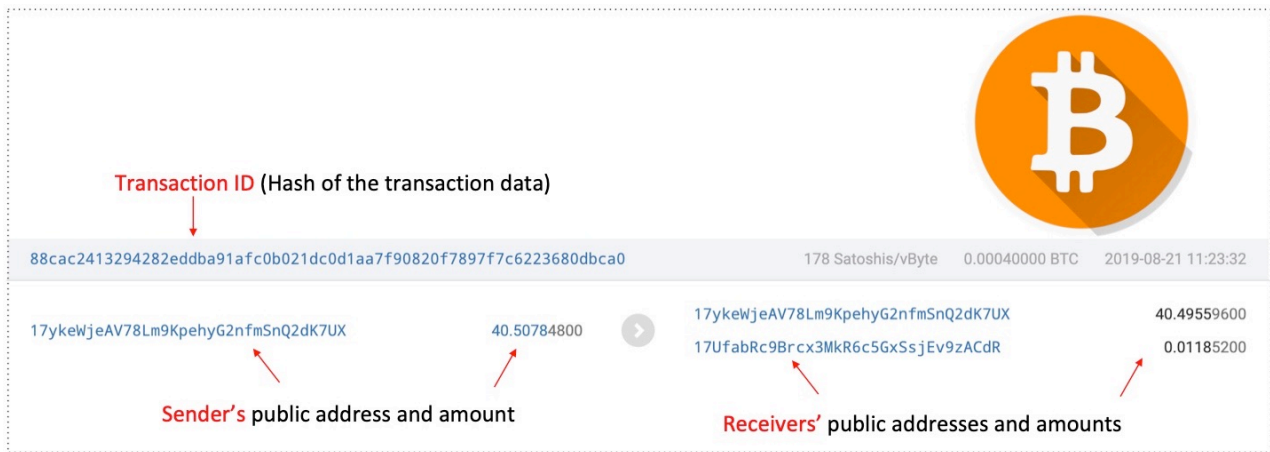 Transaction ID (Hash of the transaction data)
88cac2413294282eddba91afc0b021dc0d1aa7f90820f7897f7c6223680dbca0 178 Satoshis/vByte 0.00040000 BTC 2019-08-21 11:23:32
17ykeWjeAV78Lm9KpehyG2nfmSnQ2dK7UX 40.50784800 17ykeWjeAV78Lm9KpehyG2nfmSnQ2dK7UX 40.49559600
17UfabRc9Brcx3MkR6c5GxSsjEv9zACdR 0.01185200
Sender's public address and amount
Receivers' public addresses and amounts